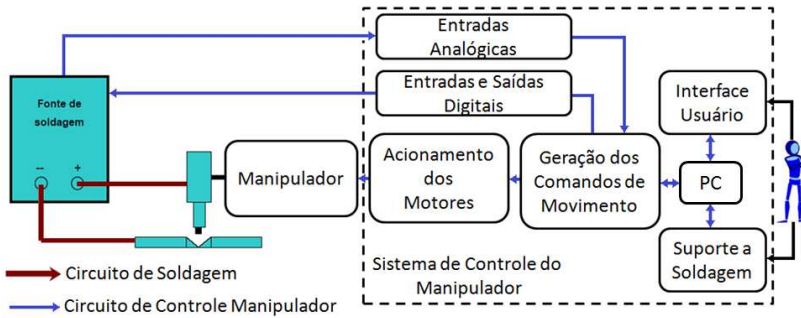 Entradas
Analógicas
Entradas e Saídas
Digitais
Interface
Usuário
Fonte de
soldagem
--
+
Manipulador
Acionamento
dos
Motores
Geração dos
Comandos de
Movimento
PC
Suporte a
Soldagem
Sistema de Controle do
Manipulador
Circuito de Soldagem
Circuito de Controle Manipulador